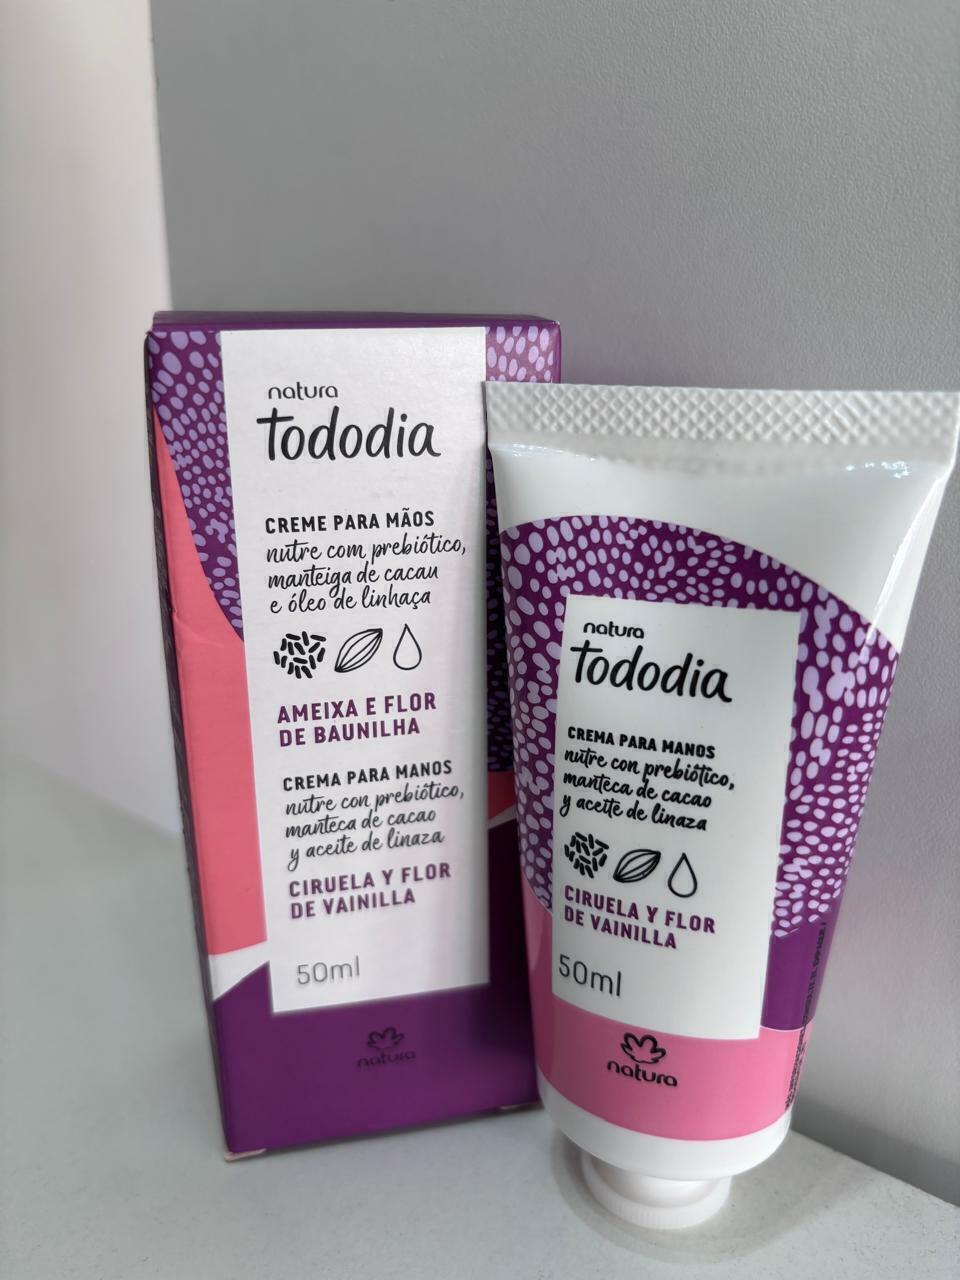 natura
tododia
CREME PARA MÃOS
nutre com prebiótico,
manteiga de cacau
e óleo de linhaça
AMEIXA E FLOR
DE BAUNILHA
CREMA PARA MANOS
nutre con prebiótico,
manteca de cacao
y aceite de linaza
CIRUELA Y FLOR
DE VAINILLA
50ml
natura
natura
tododia
CREMA PARA MANOS
nutre con prebiótico,
manteca de cacao
y aceite de linaza
CIRUELA Y FLOR
DE VAINILLA
50ml
natura